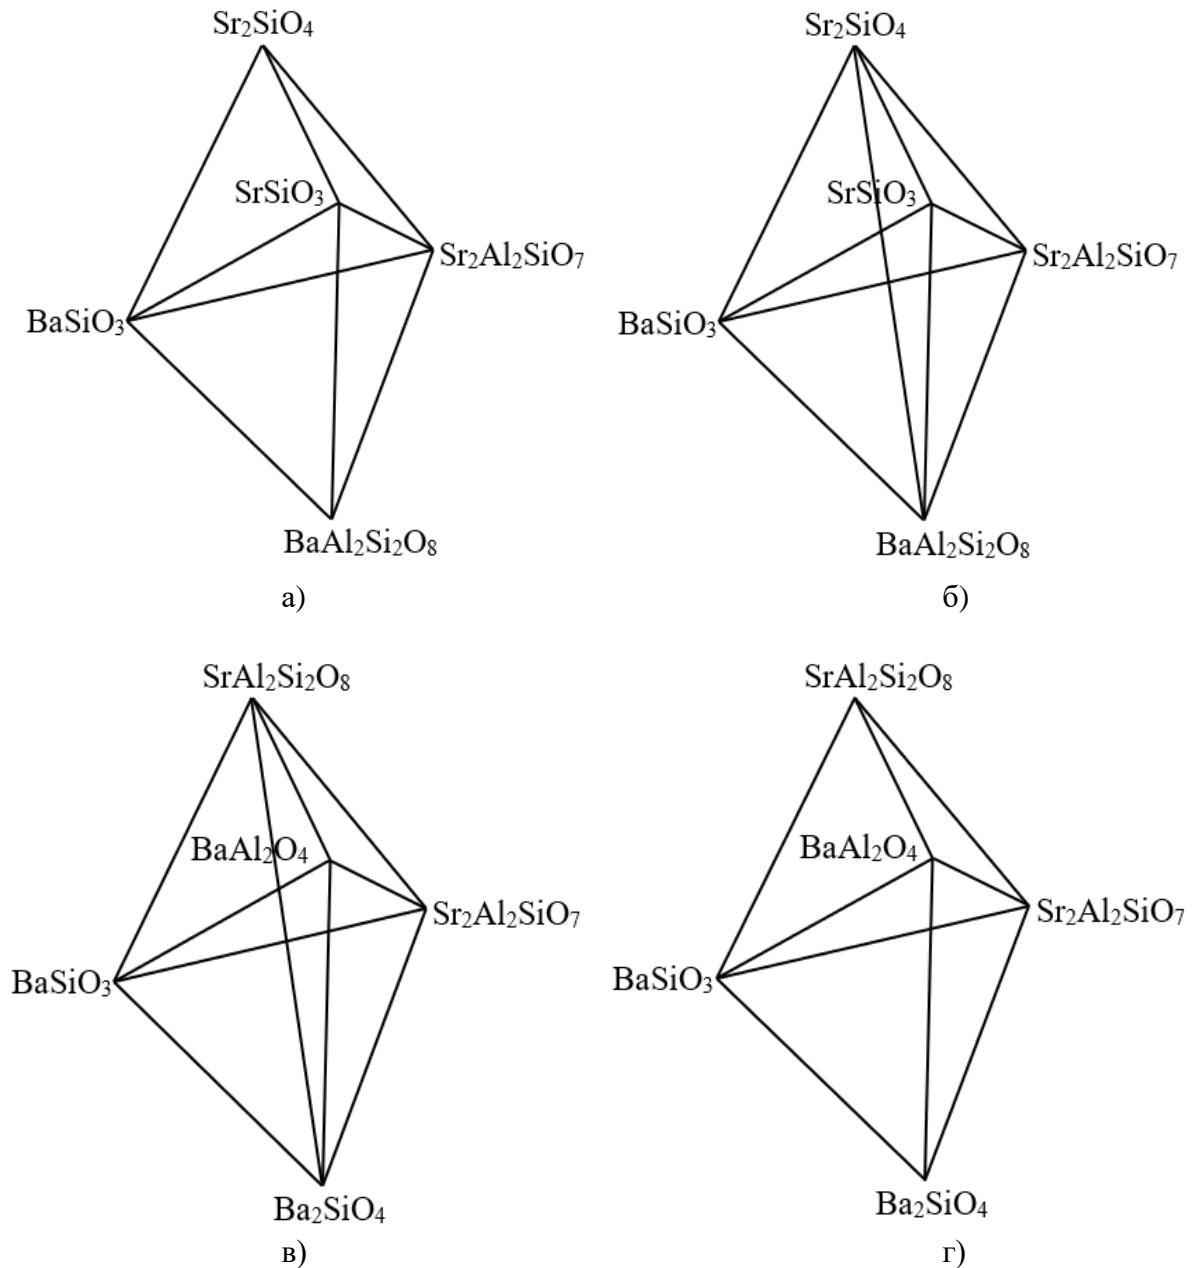 Sr₂SiO₄ Sr₂SiO₄
SrSiO₃ SrSiO₃
Sr₂Al₂SiO₇ Sr₂Al₂SiO₇
BaSiO₃ BaSiO₃
BaAl₂Si₂O₈ BaAl₂Si₂O₈
а) б)
SrAl₂Si₂O₈ SrAl₂Si₂O₈
BaAl₂O₄ BaAl₂O₄
Sr₂Al₂SiO₇ Sr₂Al₂SiO₇
BaSiO₃ BaSiO₃
Ba₂SiO₄ Ba₂SiO₄
в) г)